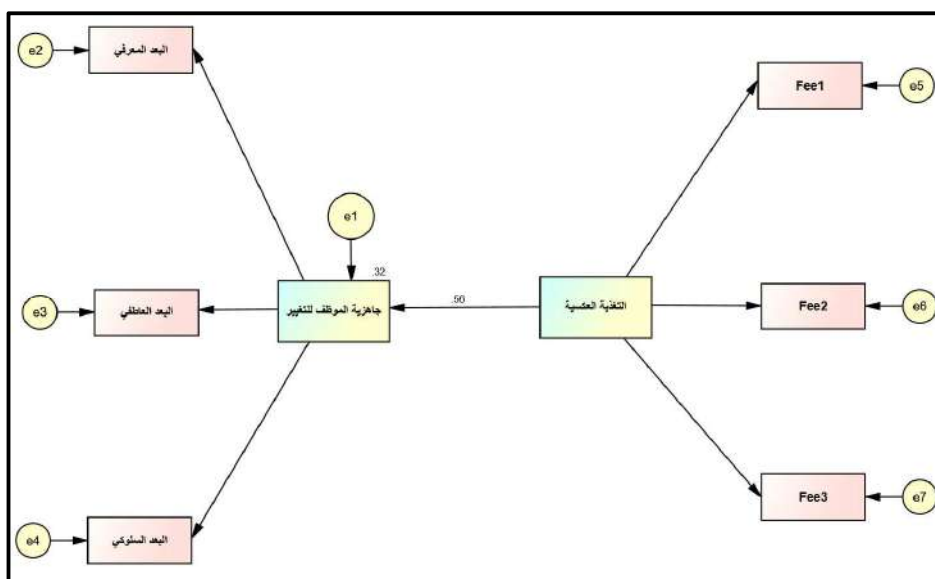 e2
البعد المعرفي
Fee1
e5
e1
.32
جاهزية الموظف للتغيير
.56
التغذية العكسية
e3
البعد العاطفي
Fee2
e6
e4
البعد السلوكي
Fee3
e7